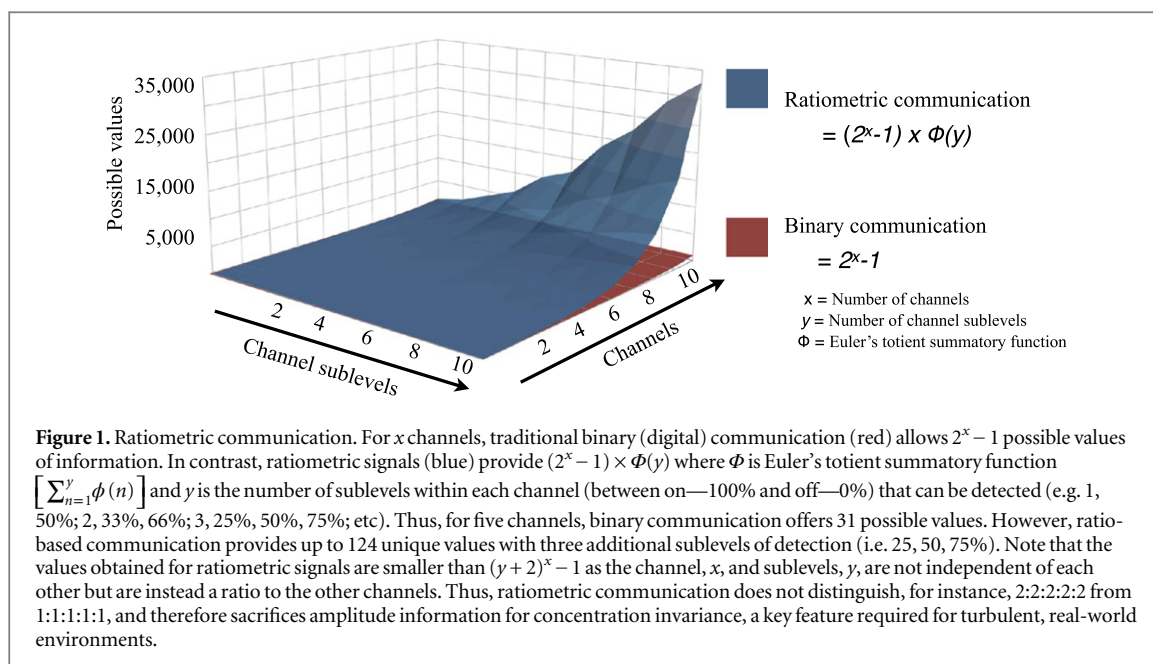 35,000
25,000
15,000
5,000
Possible values
2
4
6
8
10
Channel sublevels
2
4
6
8
10
Channels
Ratiometric communication
= (2ˣ-1) x Φ(y)
Binary communication
= 2ˣ-1
x = Number of channels
y = Number of channel sublevels
Φ = Euler's totient summatory function
Figure 1. Ratiometric communication. For x channels, traditional binary (digital) communication (red) allows 2ˣ − 1 possible values
of information. In contrast, ratiometric signals (blue) provide (2ˣ − 1) × Φ(y) where Φ is Euler's totient summatory function
[∑ʸₙ₌₁ ϕ(n)] and y is the number of sublevels within each channel (between on—100% and off—0%) that can be detected (e.g. 1,
50%; 2, 33%, 66%; 3, 25%, 50%, 75%; etc). Thus, for five channels, binary communication offers 31 possible values. However, ratio-
based communication provides up to 124 unique values with three additional sublevels of detection (i.e. 25, 50, 75%). Note that the
values obtained for ratiometric signals are smaller than (y + 2)ˣ − 1 as the channel, x, and sublevels, y, are not independent of each
other but are instead a ratio to the other channels. Thus, ratiometric communication does not distinguish, for instance, 2:2:2:2:2 from
1:1:1:1:1, and therefore sacrifices amplitude information for concentration invariance, a key feature required for turbulent, real-world
environments.